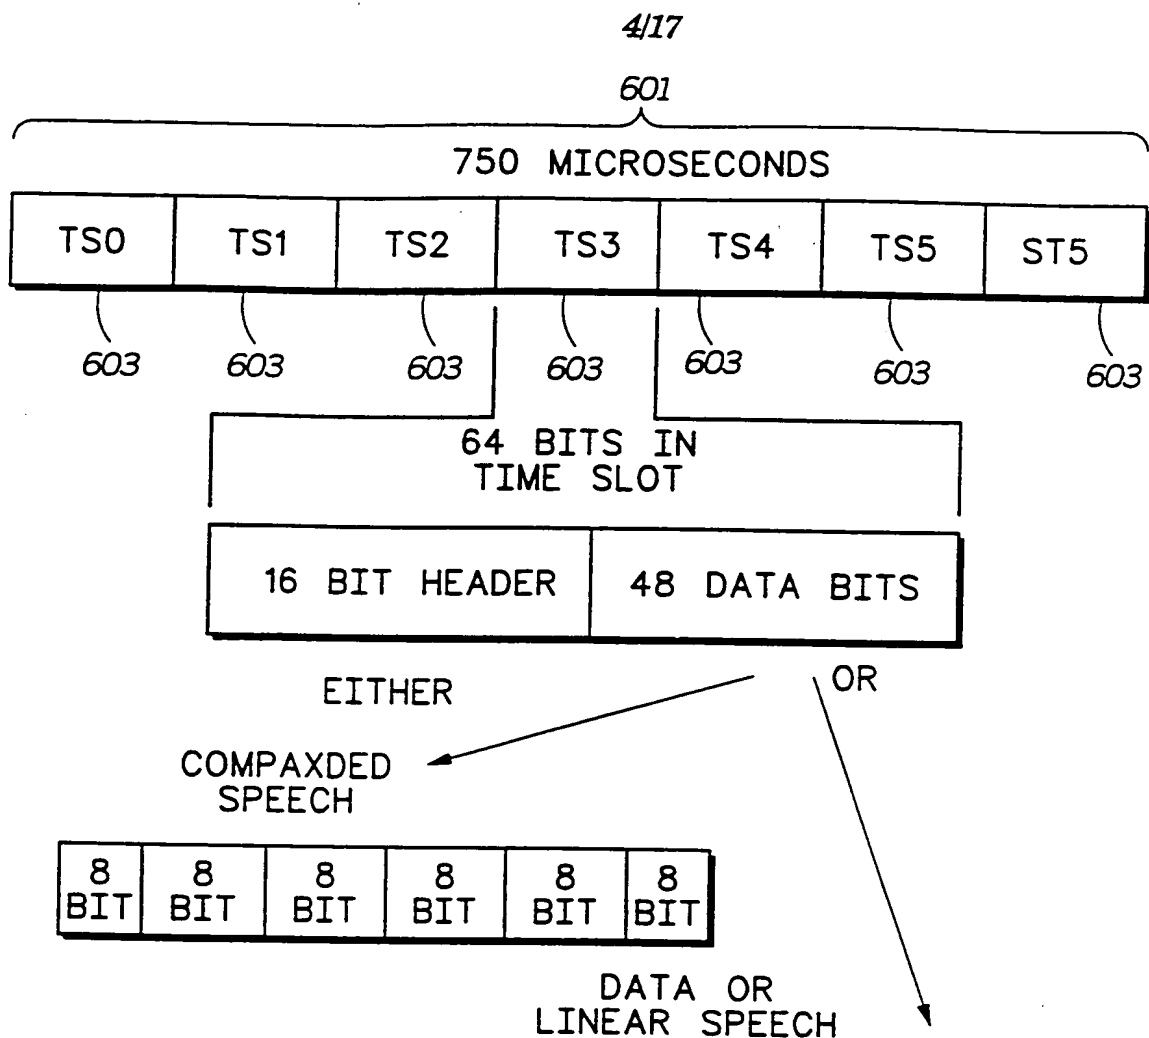 4/17
601
750 MICROSECONDS
TS0 TS1 TS2 TS3 TS4 TS5 ST5
603 603 603 603 603 603 603
64 BITS IN
TIME SLOT
16 BIT HEADER 48 DATA BITS
EITHER OR
COMPAXDED
SPEECH
8 8 8 8 8 8
BIT BIT BIT BIT BIT BIT
DATA OR
LINEAR SPEECH